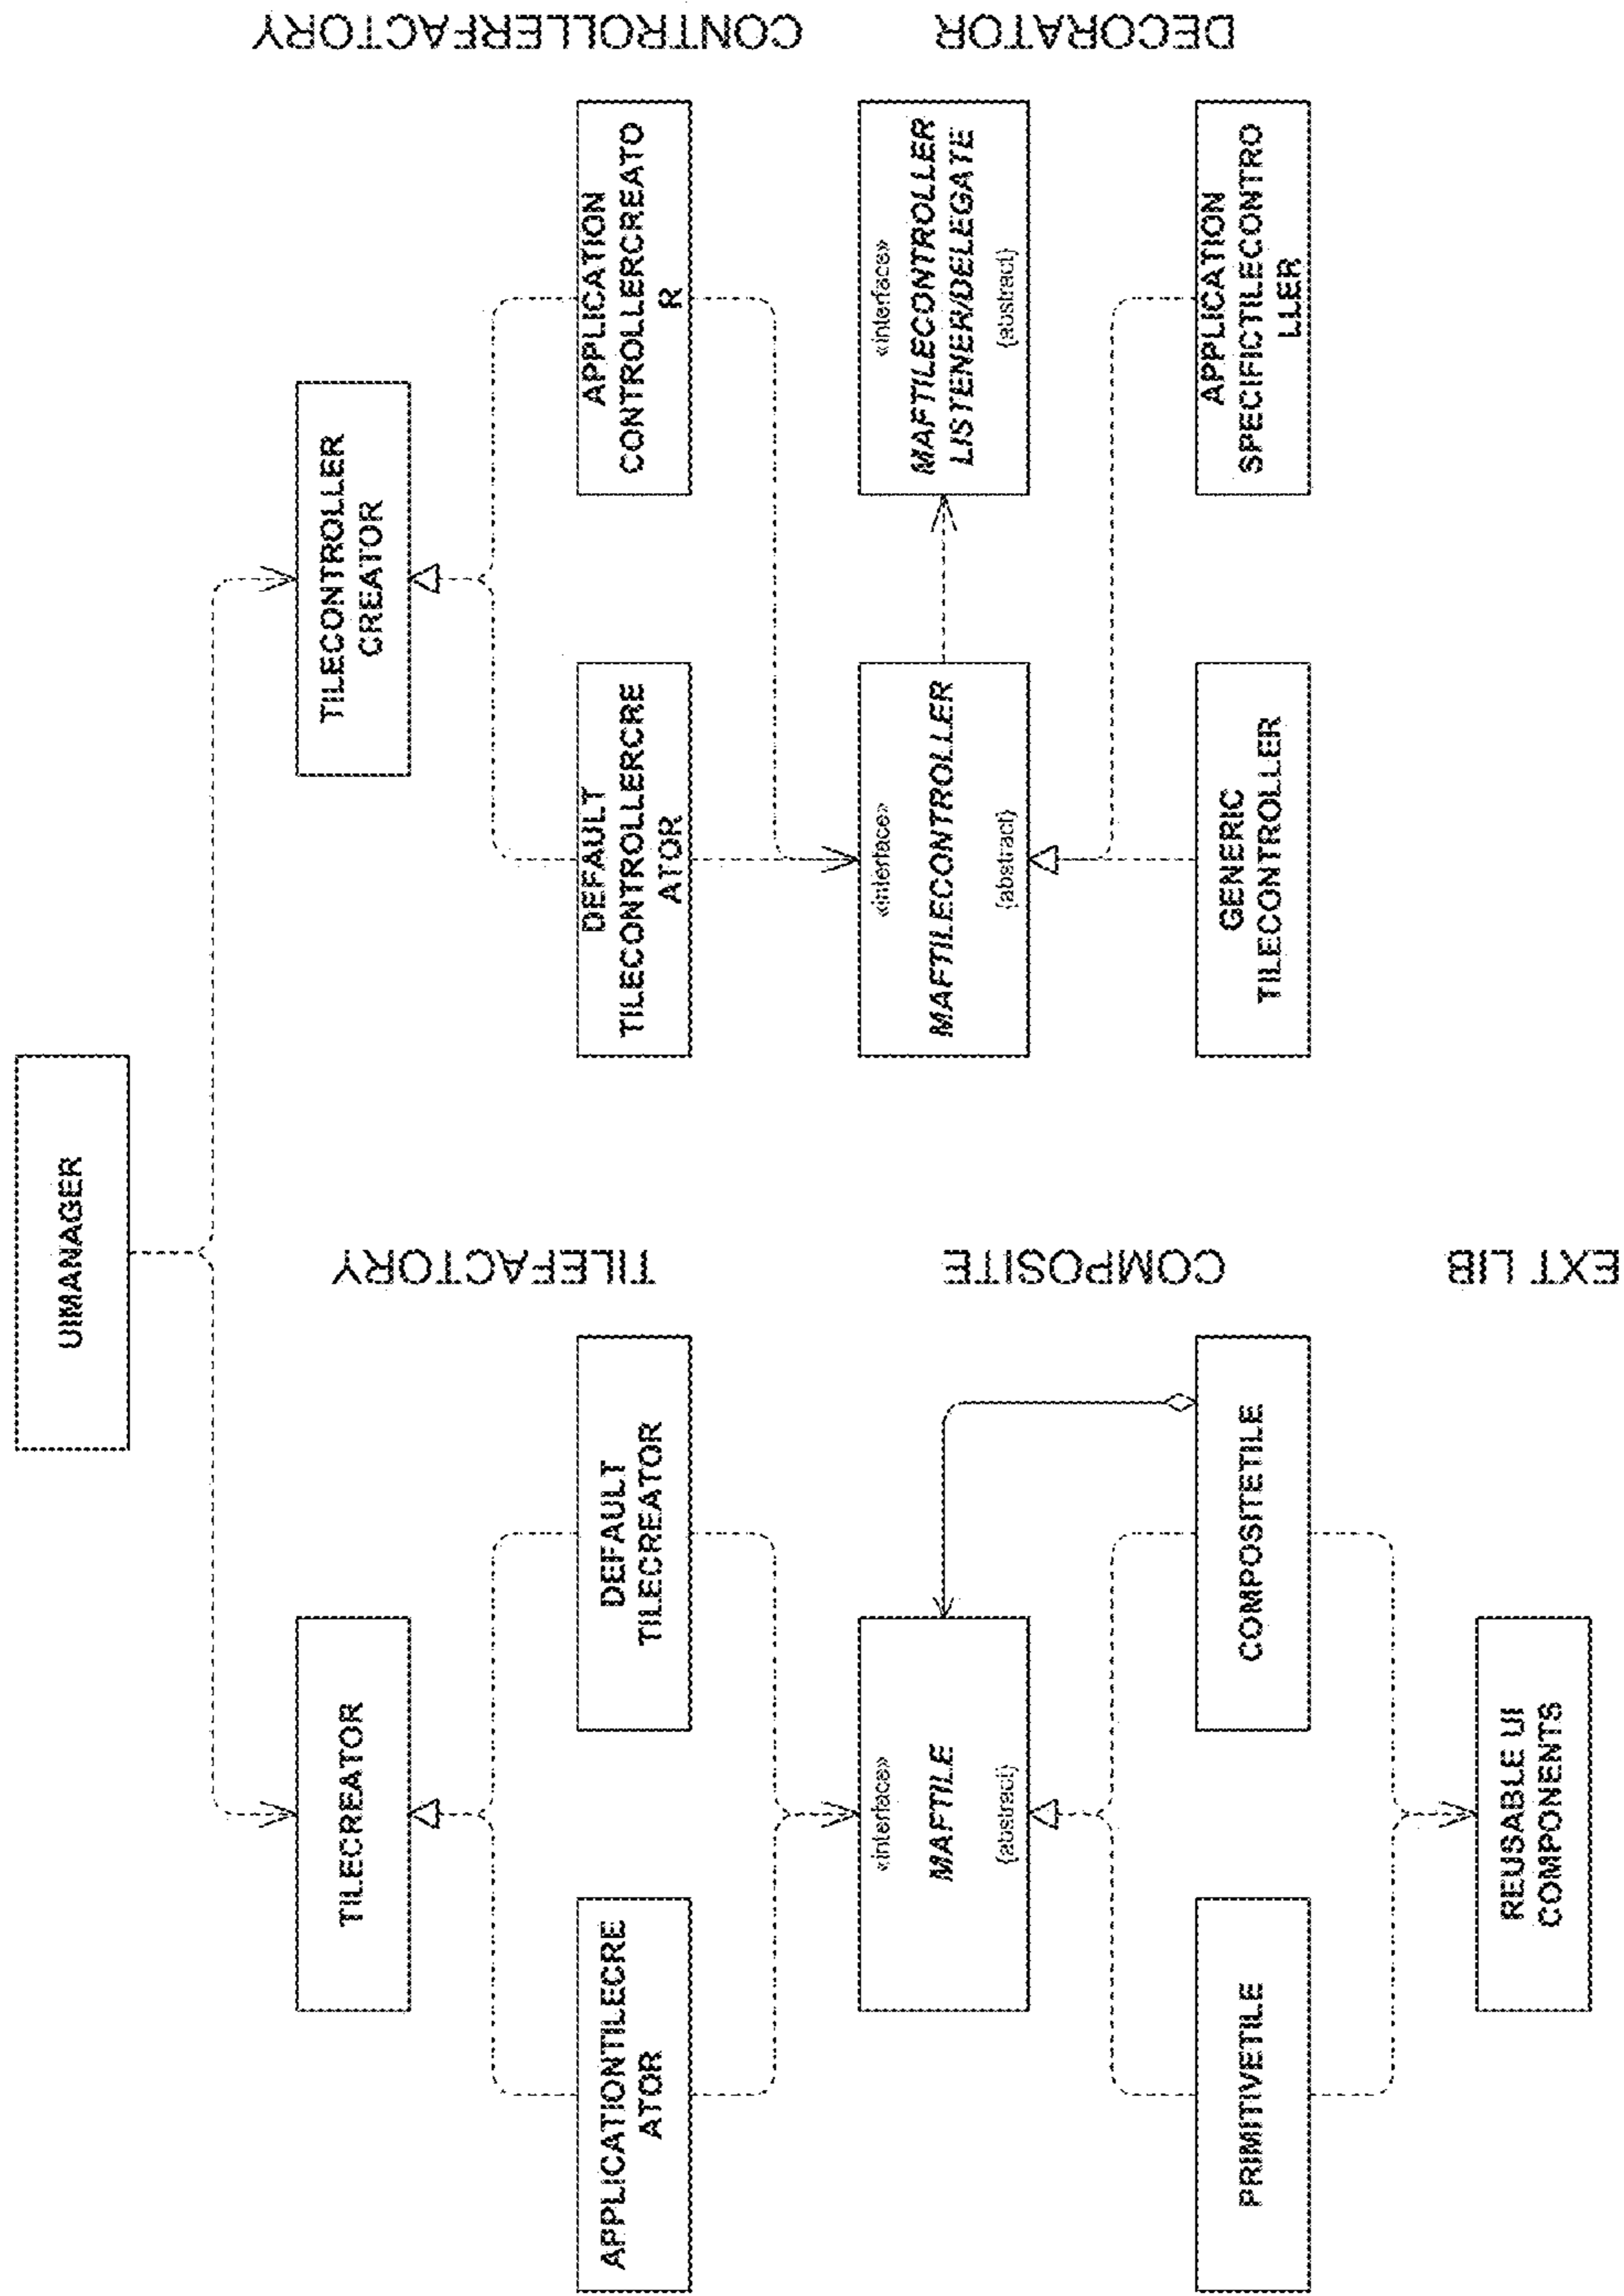 UIMANAGER
TILECREATOR
TILECONTROLLER
CREATOR
TILEFACTORY
CONTROLLERFACTORY
APPLICATIONTILECRE
ATOR
DEFAULT
TILECREATOR
DEFAULT
TILECONTROLLERCRE
ATOR
APPLICATION
CONTROLLERCREATO
R
«interface»
MAFTILE
{abstract}
COMPOSITE
«interface»
MAFTILECONTROLLER
{abstract}
«interface»
MAFTILECONTROLLER
LISTENER/DELEGATE
{abstract}
DECORATOR
PRIMITIVETILE
COMPOSITETILE
GENERIC
TILECONTROLLER
APPLICATION
SPECIFICTILECONTRO
LLER
REUSABLE UI
COMPONENTS
EXT LIB